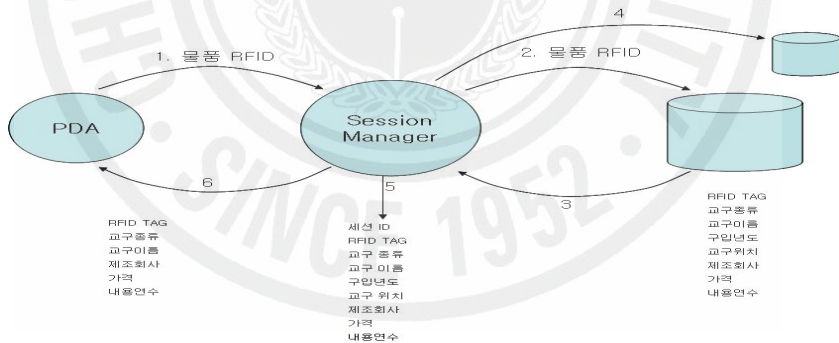 4
1. 물품 RFID
2. 물품 RFID
PDA
Session
Manager
6
5
3
RFID TAG
교구종류
교구이름
제조회사
가격
내용연수
세션 ID
RFID TAG
교구 종류
교구 이름
구입년도
교구 위치
제조회사
가격
내용연수
RFID TAG
교구종류
교구이름
구입년도
교구위치
제조회사
가격
내용연수
SINCE 1952